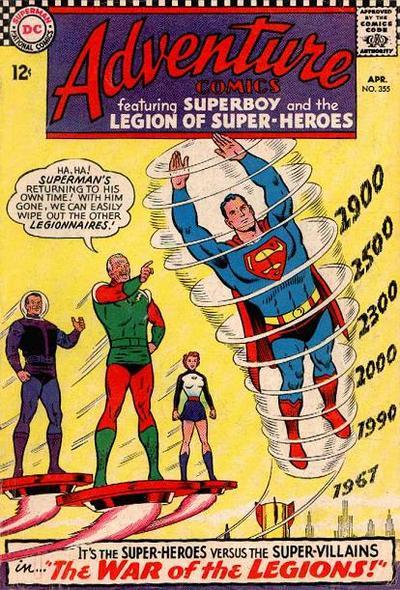 SUPERMAN
DC
NATIONAL COMICS
APPROVED
BY THE
COMICS
CODE
AUTHORITY
12¢
Adventure
COMICS
APR.
NO. 355
featuring SUPERBOY and the
LEGION OF SUPER-HEROES
HA, HA!
SUPERMAN'S
RETURNING TO HIS
OWN TIME! WITH HIM
GONE, WE CAN EASILY
WIPE OUT THE OTHER
LEGIONNAIRES!
S
2900
2500
2300
2000
1990
1967
IT'S THE SUPER-HEROES VERSUS THE SUPER-VILLAINS
in... "The WAR of the LEGIONS!"